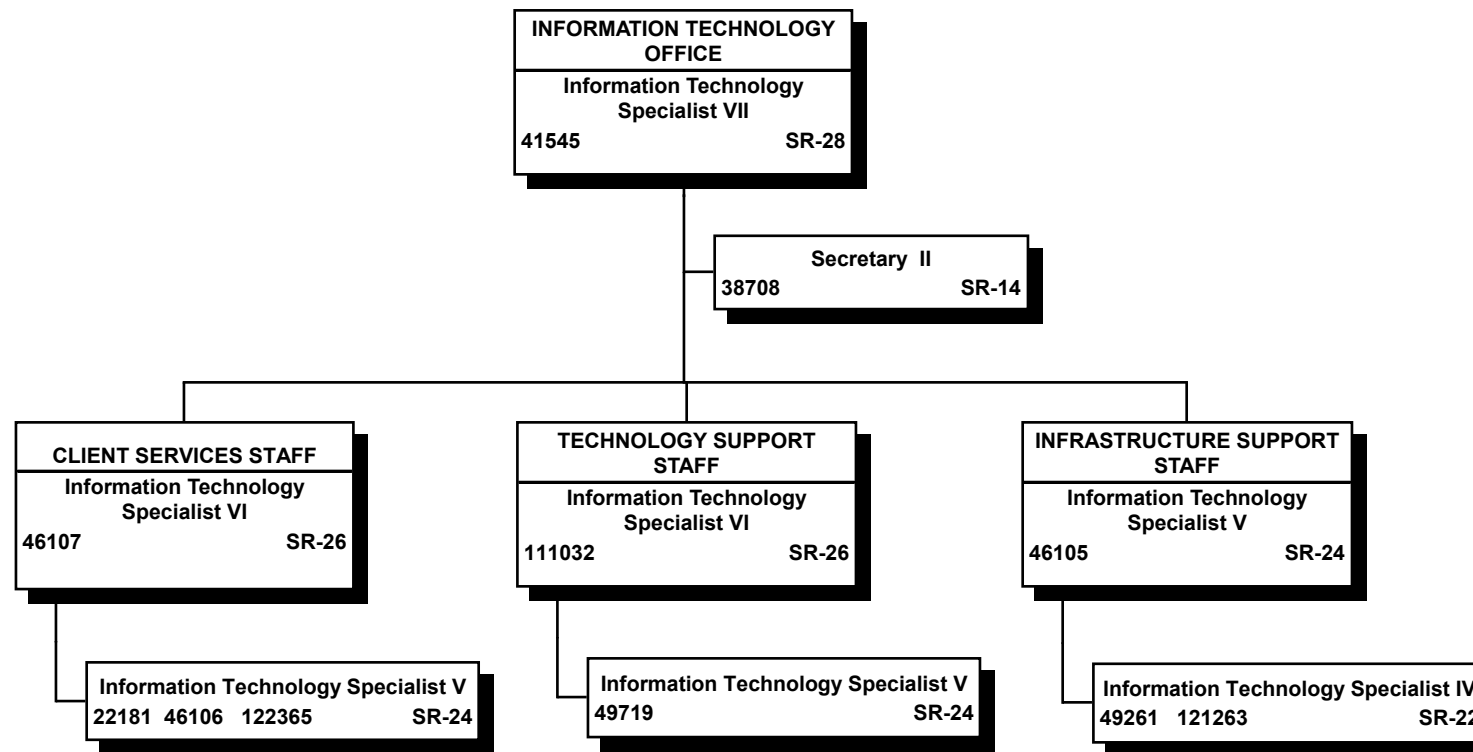 INFORMATION TECHNOLOGY
OFFICE
Information Technology
Specialist VII
41545 SR-28
Secretary II
38708 SR-14
CLIENT SERVICES STAFF
Information Technology
Specialist VI
46107 SR-26
TECHNOLOGY SUPPORT
STAFF
Information Technology
Specialist VI
111032 SR-26
INFRASTRUCTURE SUPPORT
STAFF
Information Technology
Specialist V
46105 SR-24
Information Technology Specialist V
22181 46106 122365 SR-24
Information Technology Specialist V
49719 SR-24
Information Technology Specialist IV
49261 121263 SR-22